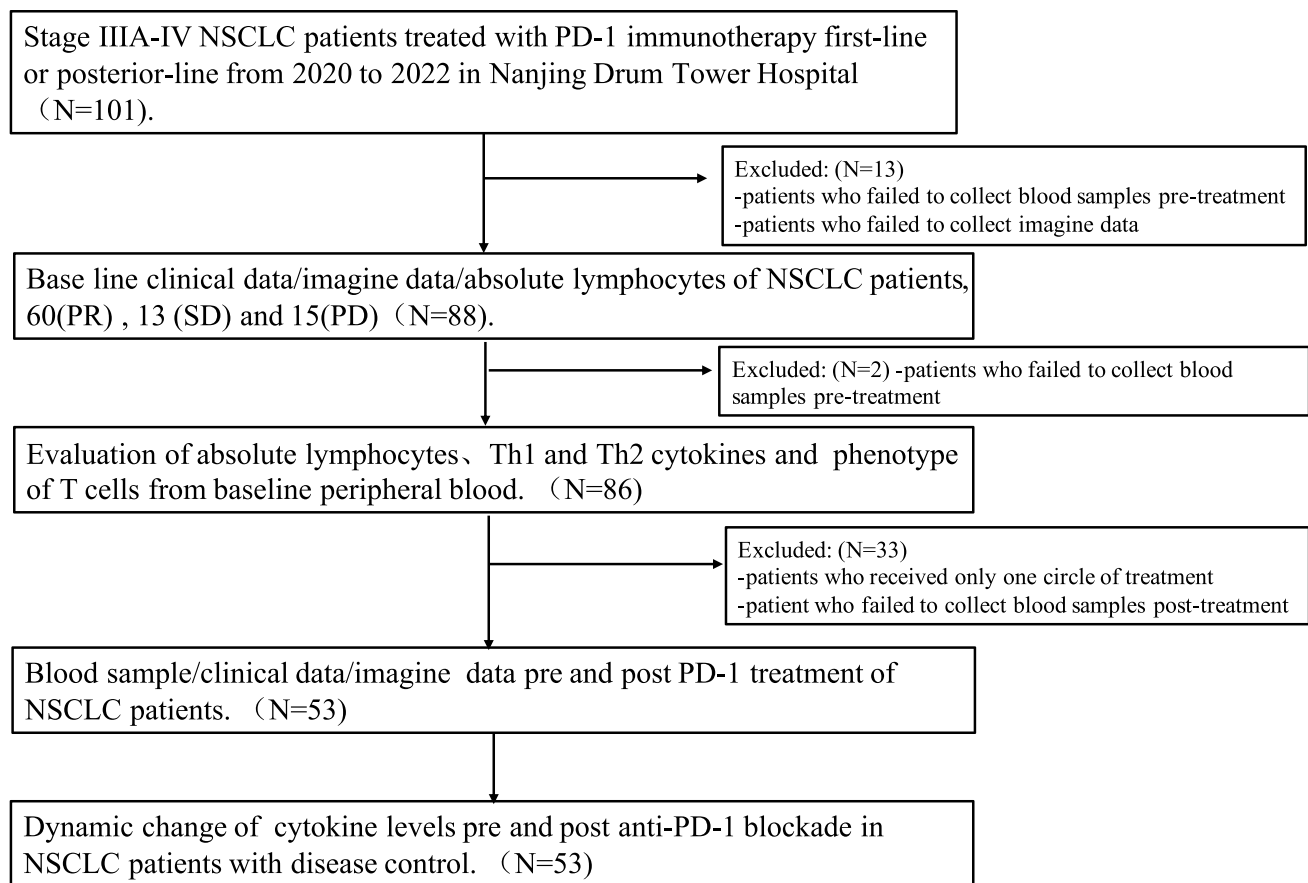 Stage IIIA-IV NSCLC patients treated with PD-1 immunotherapy first-line
or posterior-line from 2020 to 2022 in Nanjing Drum Tower Hospital
（N=101).
Excluded: (N=13)
-patients who failed to collect blood samples pre-treatment
-patients who failed to collect imagine data
Base line clinical data/imagine data/absolute lymphocytes of NSCLC patients,
60(PR) , 13 (SD) and 15(PD)（N=88).
Excluded: (N=2) -patients who failed to collect blood
samples pre-treatment
Evaluation of absolute lymphocytes、Th1 and Th2 cytokines and phenotype
of T cells from baseline peripheral blood. （N=86)
Excluded: (N=33)
-patients who received only one circle of treatment
-patient who failed to collect blood samples post-treatment
Blood sample/clinical data/imagine data pre and post PD-1 treatment of
NSCLC patients. （N=53)
Dynamic change of cytokine levels pre and post anti-PD-1 blockade in
NSCLC patients with disease control. （N=53)